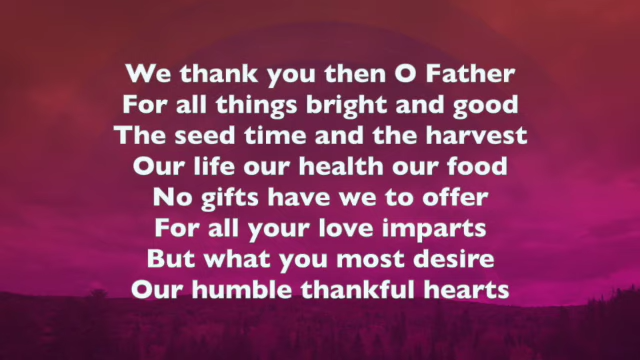 We thank you then O Father
For all things bright and good
The seed time and the harvest
Our life our health our food
No gifts have we to offer
For all your love imparts
But what you most desire
Our humble thankful hearts